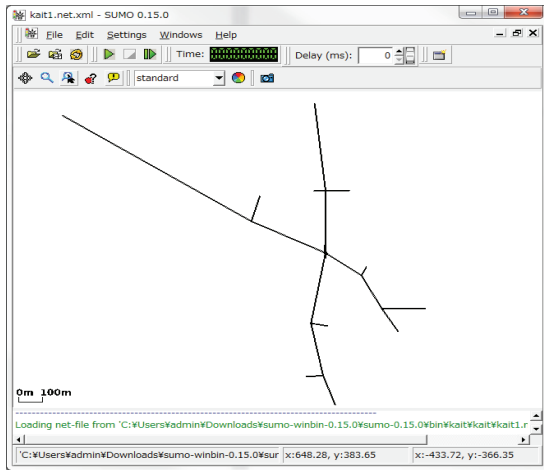 kait1.net.xml - SUMO 0.15.0
File Edit Settings Windows Help
Time: Delay (ms): 0
standard
0m 100m
Loading net-file from 'C:¥Users¥admin¥Downloads¥sumo-winbin-0.15.0¥sumo-0.15.0¥bin¥kait¥kait¥kait1.r
'C:¥Users¥admin¥Downloads¥sumo-winbin-0.15.0¥sur x:648.28, y:383.65 x:-433.72, y:-366.35